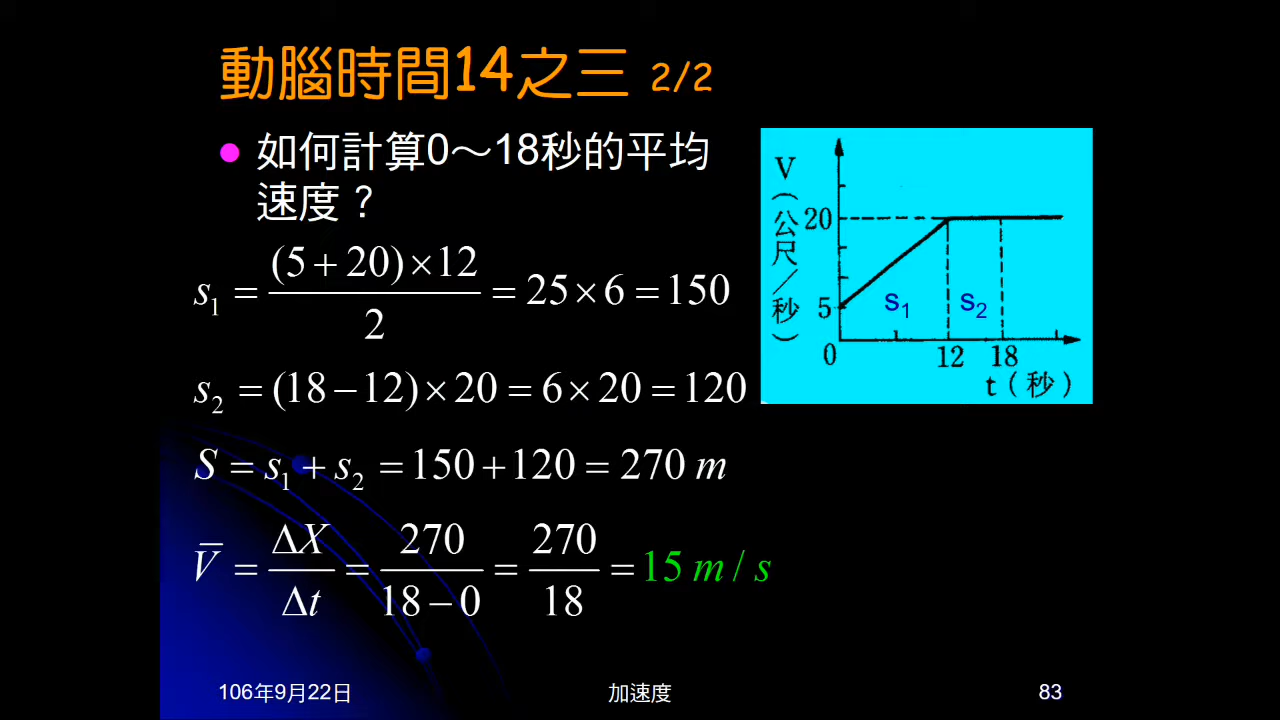 動腦時間14之三 2/2
如何計算0～18秒的平均
速度？
s₁ = (5+20)×12 / 2 = 25×6 = 150
s₂ = (18−12)×20 = 6×20 = 120
S = s₁ + s₂ = 150+120 = 270 m
V̅ = ΔX / Δt = 270 / 18−0 = 270 / 18 = 15 m / s
V（公尺／秒）
20
5
s₁ s₂
0 12 18
t（秒）
106年9月22日 加速度 83